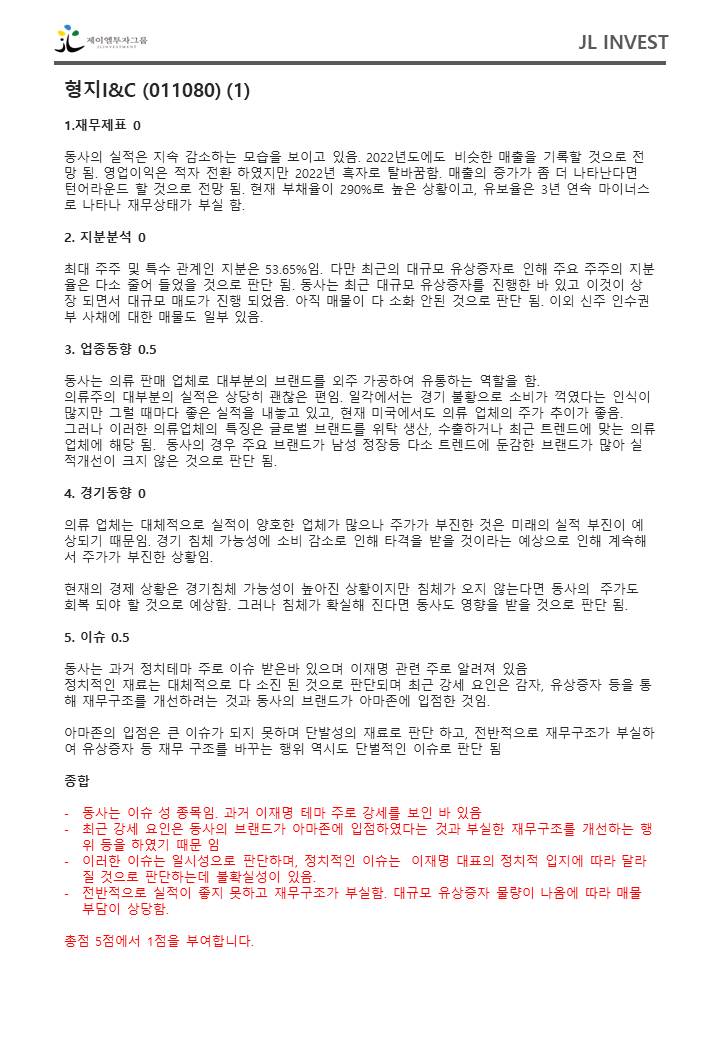 제이엘투자그룹
JLINVESTMENT
JL INVEST
형지I&C (011080) (1)
1.재무제표 0
동사의 실적은 지속 감소하는 모습을 보이고 있음. 2022년도에도 비슷한 매출을 기록할 것으로 전
망 됨. 영업이익은 적자 전환 하였지만 2022년 흑자로 탈바꿈함. 매출의 증가가 좀 더 나타난다면
턴어라운드 할 것으로 전망 됨. 현재 부채율이 290%로 높은 상황이고, 유보율은 3년 연속 마이너스
로 나타나 재무상태가 부실 함.
2. 지분분석 0
최대 주주 및 특수 관계인 지분은 53.65%임. 다만 최근의 대규모 유상증자로 인해 주요 주주의 지분
율은 다소 줄어 들었을 것으로 판단 됨. 동사는 최근 대규모 유상증자를 진행한 바 있고 이것이 상
장 되면서 대규모 매도가 진행 되었음. 아직 매물이 다 소화 안된 것으로 판단 됨. 이외 신주 인수권
부 사채에 대한 매물도 일부 있음.
3. 업종동향 0.5
동사는 의류 판매 업체로 대부분의 브랜드를 외주 가공하여 유통하는 역할을 함.
의류주의 대부분의 실적은 상당히 괜찮은 편임. 일각에서는 경기 불황으로 소비가 꺽였다는 인식이
많지만 그럴 때마다 좋은 실적을 내놓고 있고, 현재 미국에서도 의류 업체의 주가 추이가 좋음.
그러나 이러한 의류업체의 특징은 글로벌 브랜드를 위탁 생산, 수출하거나 최근 트렌드에 맞는 의류
업체에 해당 됨. 동사의 경우 주요 브랜드가 남성 정장등 다소 트렌드에 둔감한 브랜드가 많아 실
적개선이 크지 않은 것으로 판단 됨.
4. 경기동향 0
의류 업체는 대체적으로 실적이 양호한 업체가 많으나 주가가 부진한 것은 미래의 실적 부진이 예
상되기 때문임. 경기 침체 가능성에 소비 감소로 인해 타격을 받을 것이라는 예상으로 인해 계속해
서 주가가 부진한 상황임.
현재의 경제 상황은 경기침체 가능성이 높아진 상황이지만 침체가 오지 않는다면 동사의 주가도
회복 되야 할 것으로 예상함. 그러나 침체가 확실해 진다면 동사도 영향을 받을 것으로 판단 됨.
5. 이슈 0.5
동사는 과거 정치테마 주로 이슈 받은바 있으며 이재명 관련 주로 알려져 있음
정치적인 재료는 대체적으로 다 소진 된 것으로 판단되며 최근 강세 요인은 감자, 유상증자 등을 통
해 재무구조를 개선하려는 것과 동사의 브랜드가 아마존에 입점한 것임.
아마존의 입점은 큰 이슈가 되지 못하며 단발성의 재료로 판단 하고, 전반적으로 재무구조가 부실하
여 유상증자 등 재무 구조를 바꾸는 행위 역시도 단벌적인 이슈로 판단 됨
종합
- 동사는 이슈 성 종목임. 과거 이재명 테마 주로 강세를 보인 바 있음
- 최근 강세 요인은 동사의 브랜드가 아마존에 입점하였다는 것과 부실한 재무구조를 개선하는 행
위 등을 하였기 때문 임
- 이러한 이슈는 일시성으로 판단하며, 정치적인 이슈는 이재명 대표의 정치적 입지에 따라 달라
질 것으로 판단하는데 불확실성이 있음.
- 전반적으로 실적이 좋지 못하고 재무구조가 부실함. 대규모 유상증자 물량이 나옴에 따라 매물
부담이 상당함.
총점 5점에서 1점을 부여합니다.